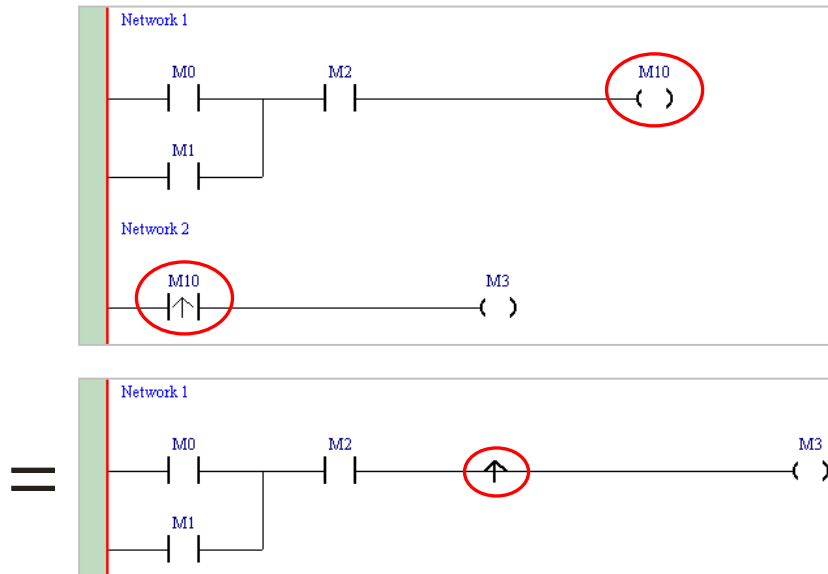 Network 1
M0 M2 M10
M1
Network 2
M10 M3
=
Network 1
M0 M2 M3
M1